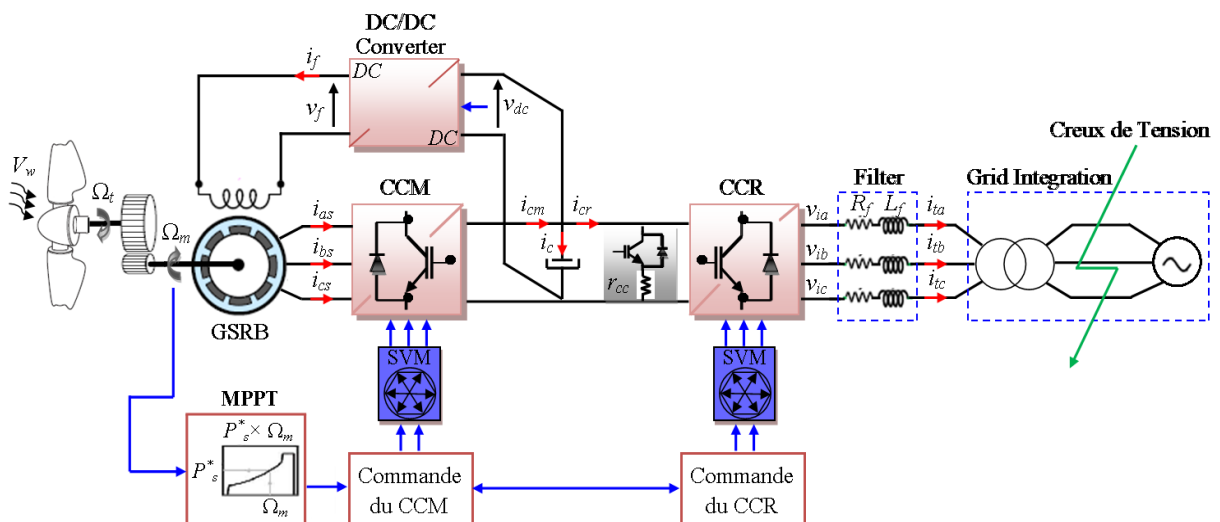 DC/DC
Converter
i_f
DC
v_f
v_dc
DC
Creux de
Tension
V_w
Ω_t
Ω_m
CCM
i_cm
i_cr
CCR
Filter
Grid Integration
i_as
i_bs
i_cs
i_c
r_cc
v_ia
v_ib
v_ic
R_f
L_f
i_ta
i_tb
i_tc
GSRB
SVM
SVM
MPPT
P*_s × Ω_m
P*_s
Ω_m
Commande
du CCM
Commande
du CCR